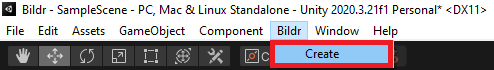 Bildr - SampleScene - PC, Mac & Linux Standalone - Unity 2020.3.21f1 Personal* <DX11>
File Edit Assets GameObject Component Bildr Window Help
Create